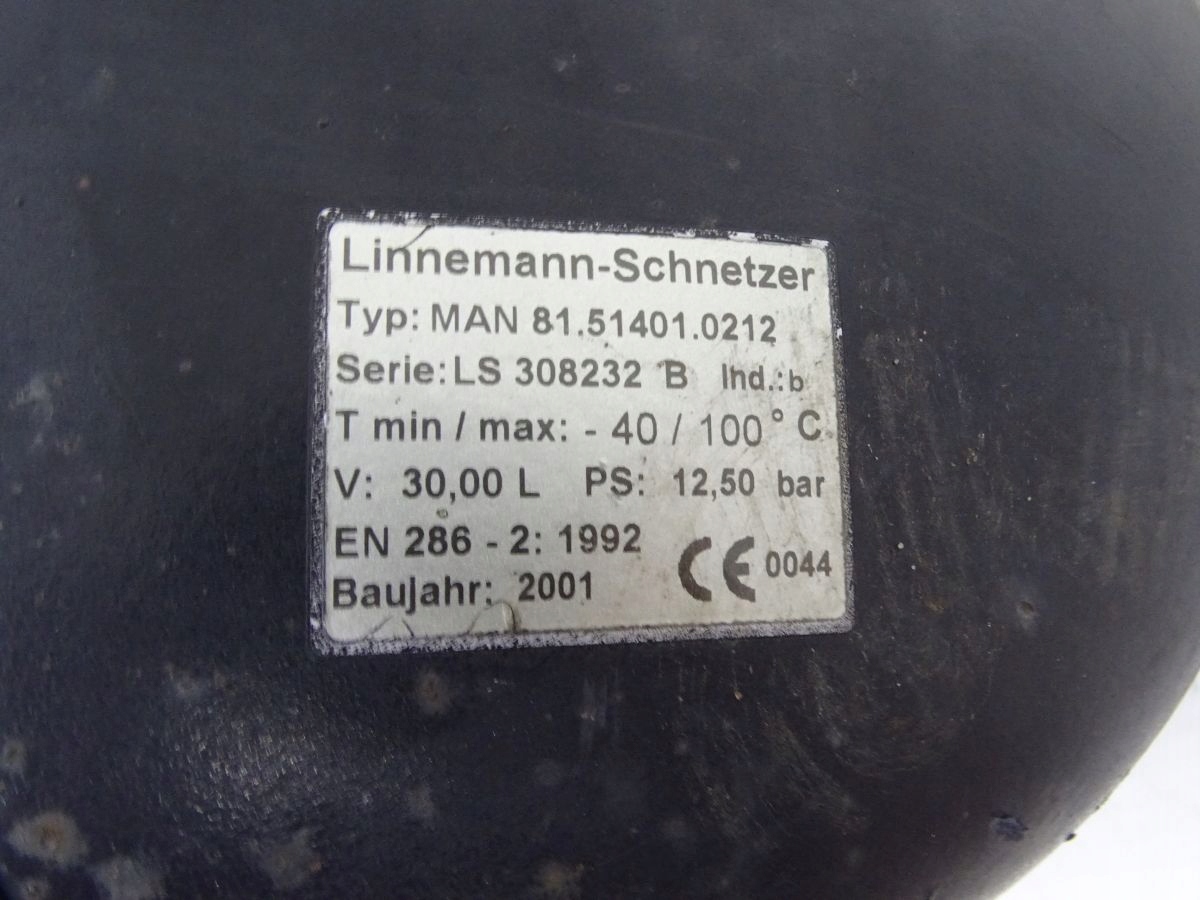 Linnemann-Schnetzer
Typ: MAN 81.51401.0212
Serie: LS 308232 B Ind.: b
T min / max: - 40 / 100° C
V: 30,00 L PS: 12,50 bar
EN 286 - 2: 1992
CE 0044
Baujahr: 2001